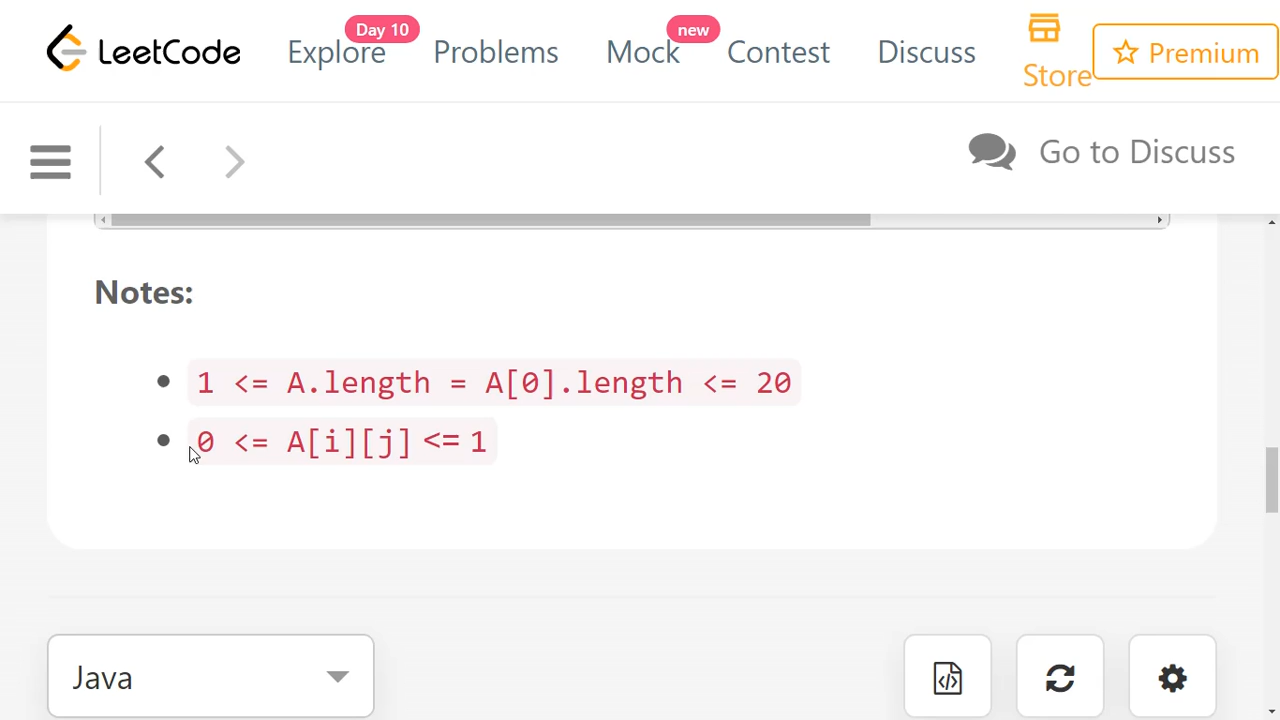 LeetCode Explore Day 10 Problems Mock new Contest Discuss Store Premium
Go to Discuss
Notes:
1 <= A.length = A[0].length <= 20
0 <= A[i][j] <= 1
Java